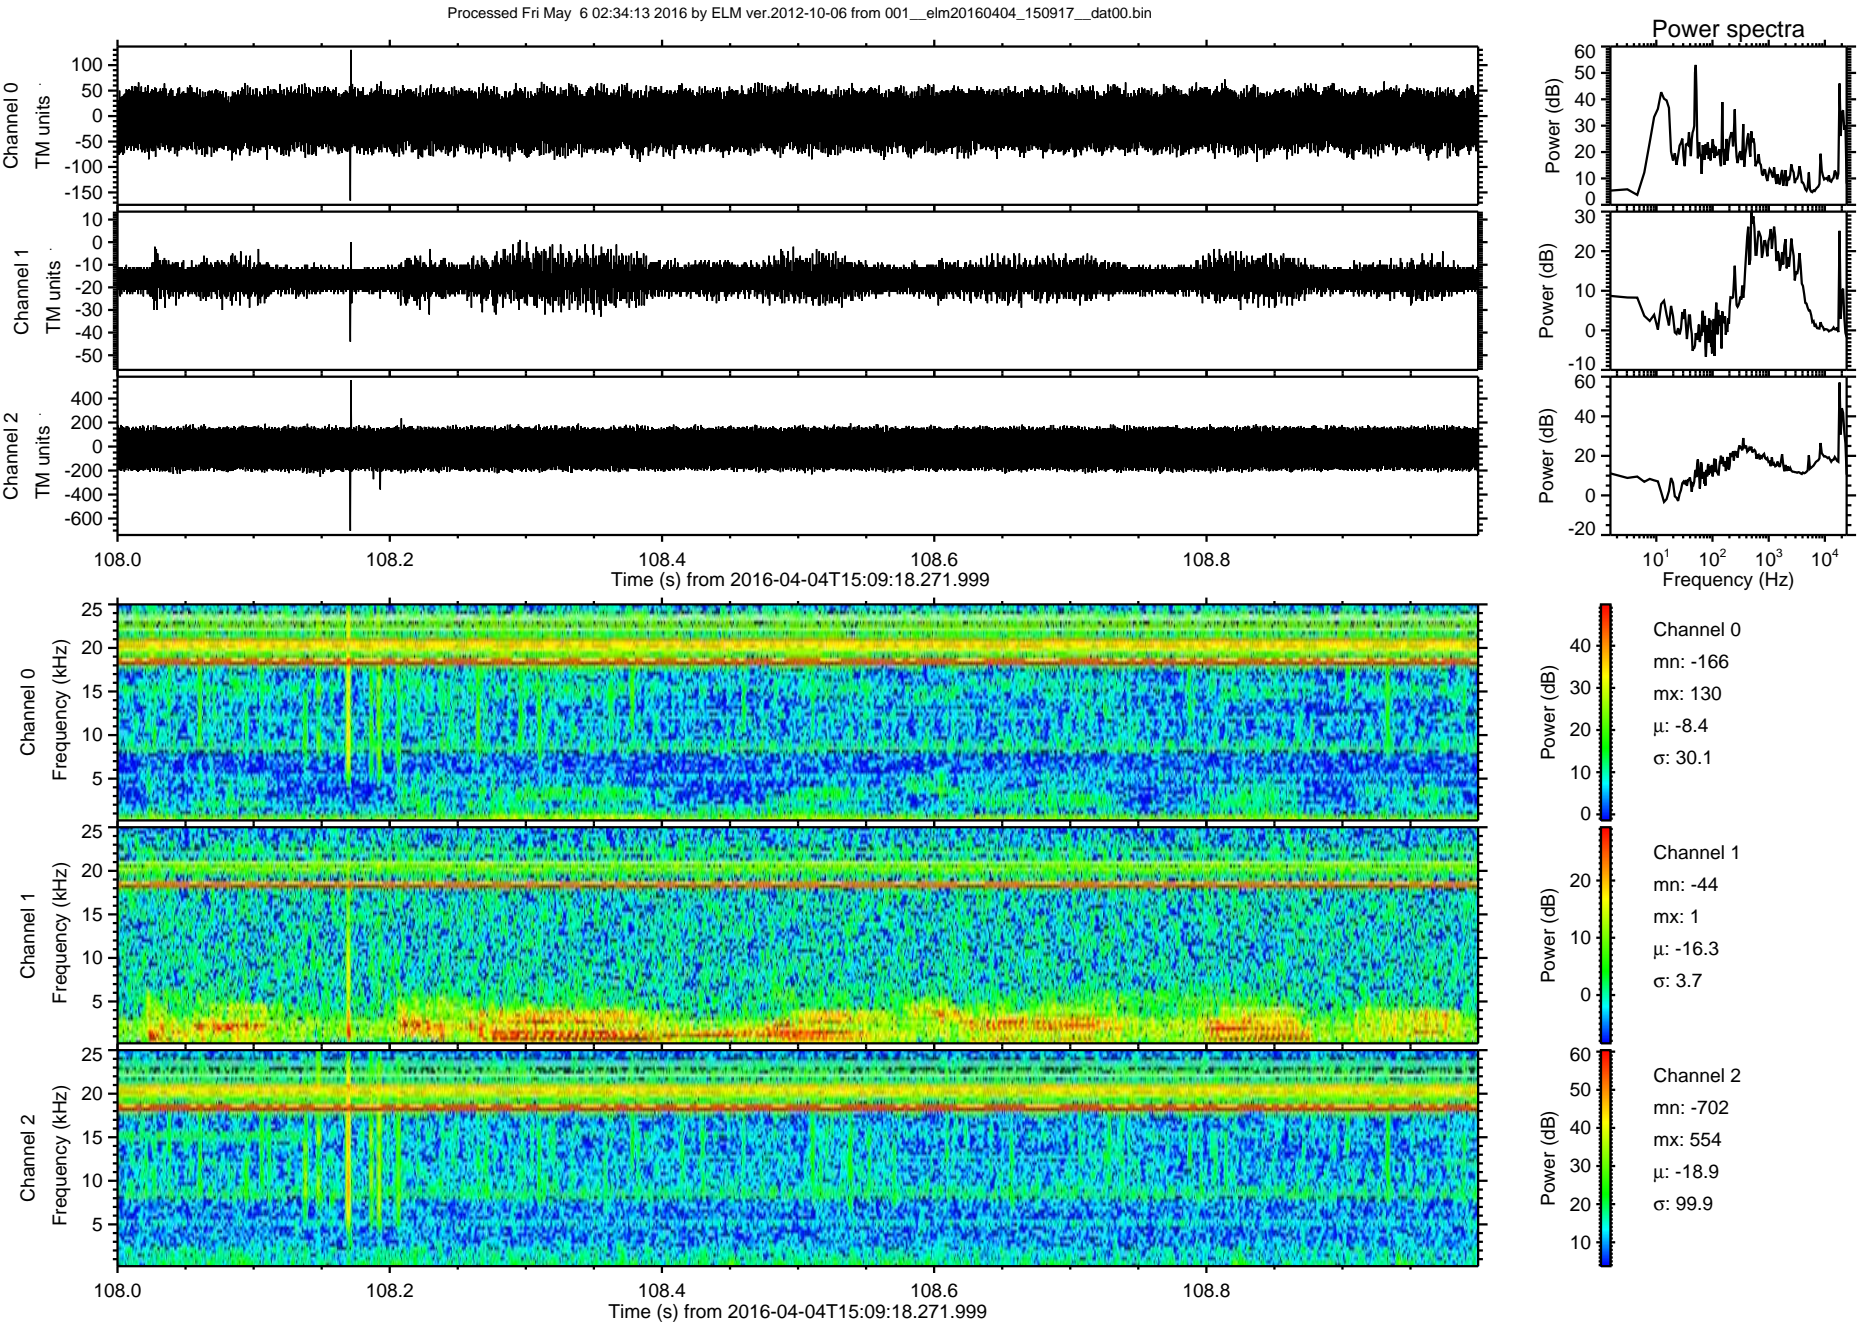 Processed Fri May  6 02:34:13 2016 by ELM ver.2012-10-06 from 001__elm20160404_150917__dat00.bin
Power spectra
Channel 0
TM units
100
50
0
-50
-100
-150
Power (dB)
60
50
40
30
20
10
0
Channel 1
TM units
10
0
-10
-20
-30
-40
-50
Power (dB)
30
20
10
0
-10
Channel 2
TM units
400
200
0
-200
-400
-600
Power (dB)
60
40
20
0
-20
108.0 108.2 108.4 108.6 108.8
Time (s) from 2016-04-04T15:09:18.271.999
10¹ 10² 10³ 10⁴
Frequency (Hz)
Channel 0
Frequency (kHz)
25
20
15
10
5
Power (dB)
40
30
20
10
0
Channel 0
mn: -166
mx: 130
μ: -8.4
σ: 30.1
Channel 1
Frequency (kHz)
25
20
15
10
5
Power (dB)
20
10
0
Channel 1
mn: -44
mx: 1
μ: -16.3
σ: 3.7
Channel 2
Frequency (kHz)
25
20
15
10
5
Power (dB)
60
50
40
30
20
10
Channel 2
mn: -702
mx: 554
μ: -18.9
σ: 99.9
108.0 108.2 108.4 108.6 108.8
Time (s) from 2016-04-04T15:09:18.271.999